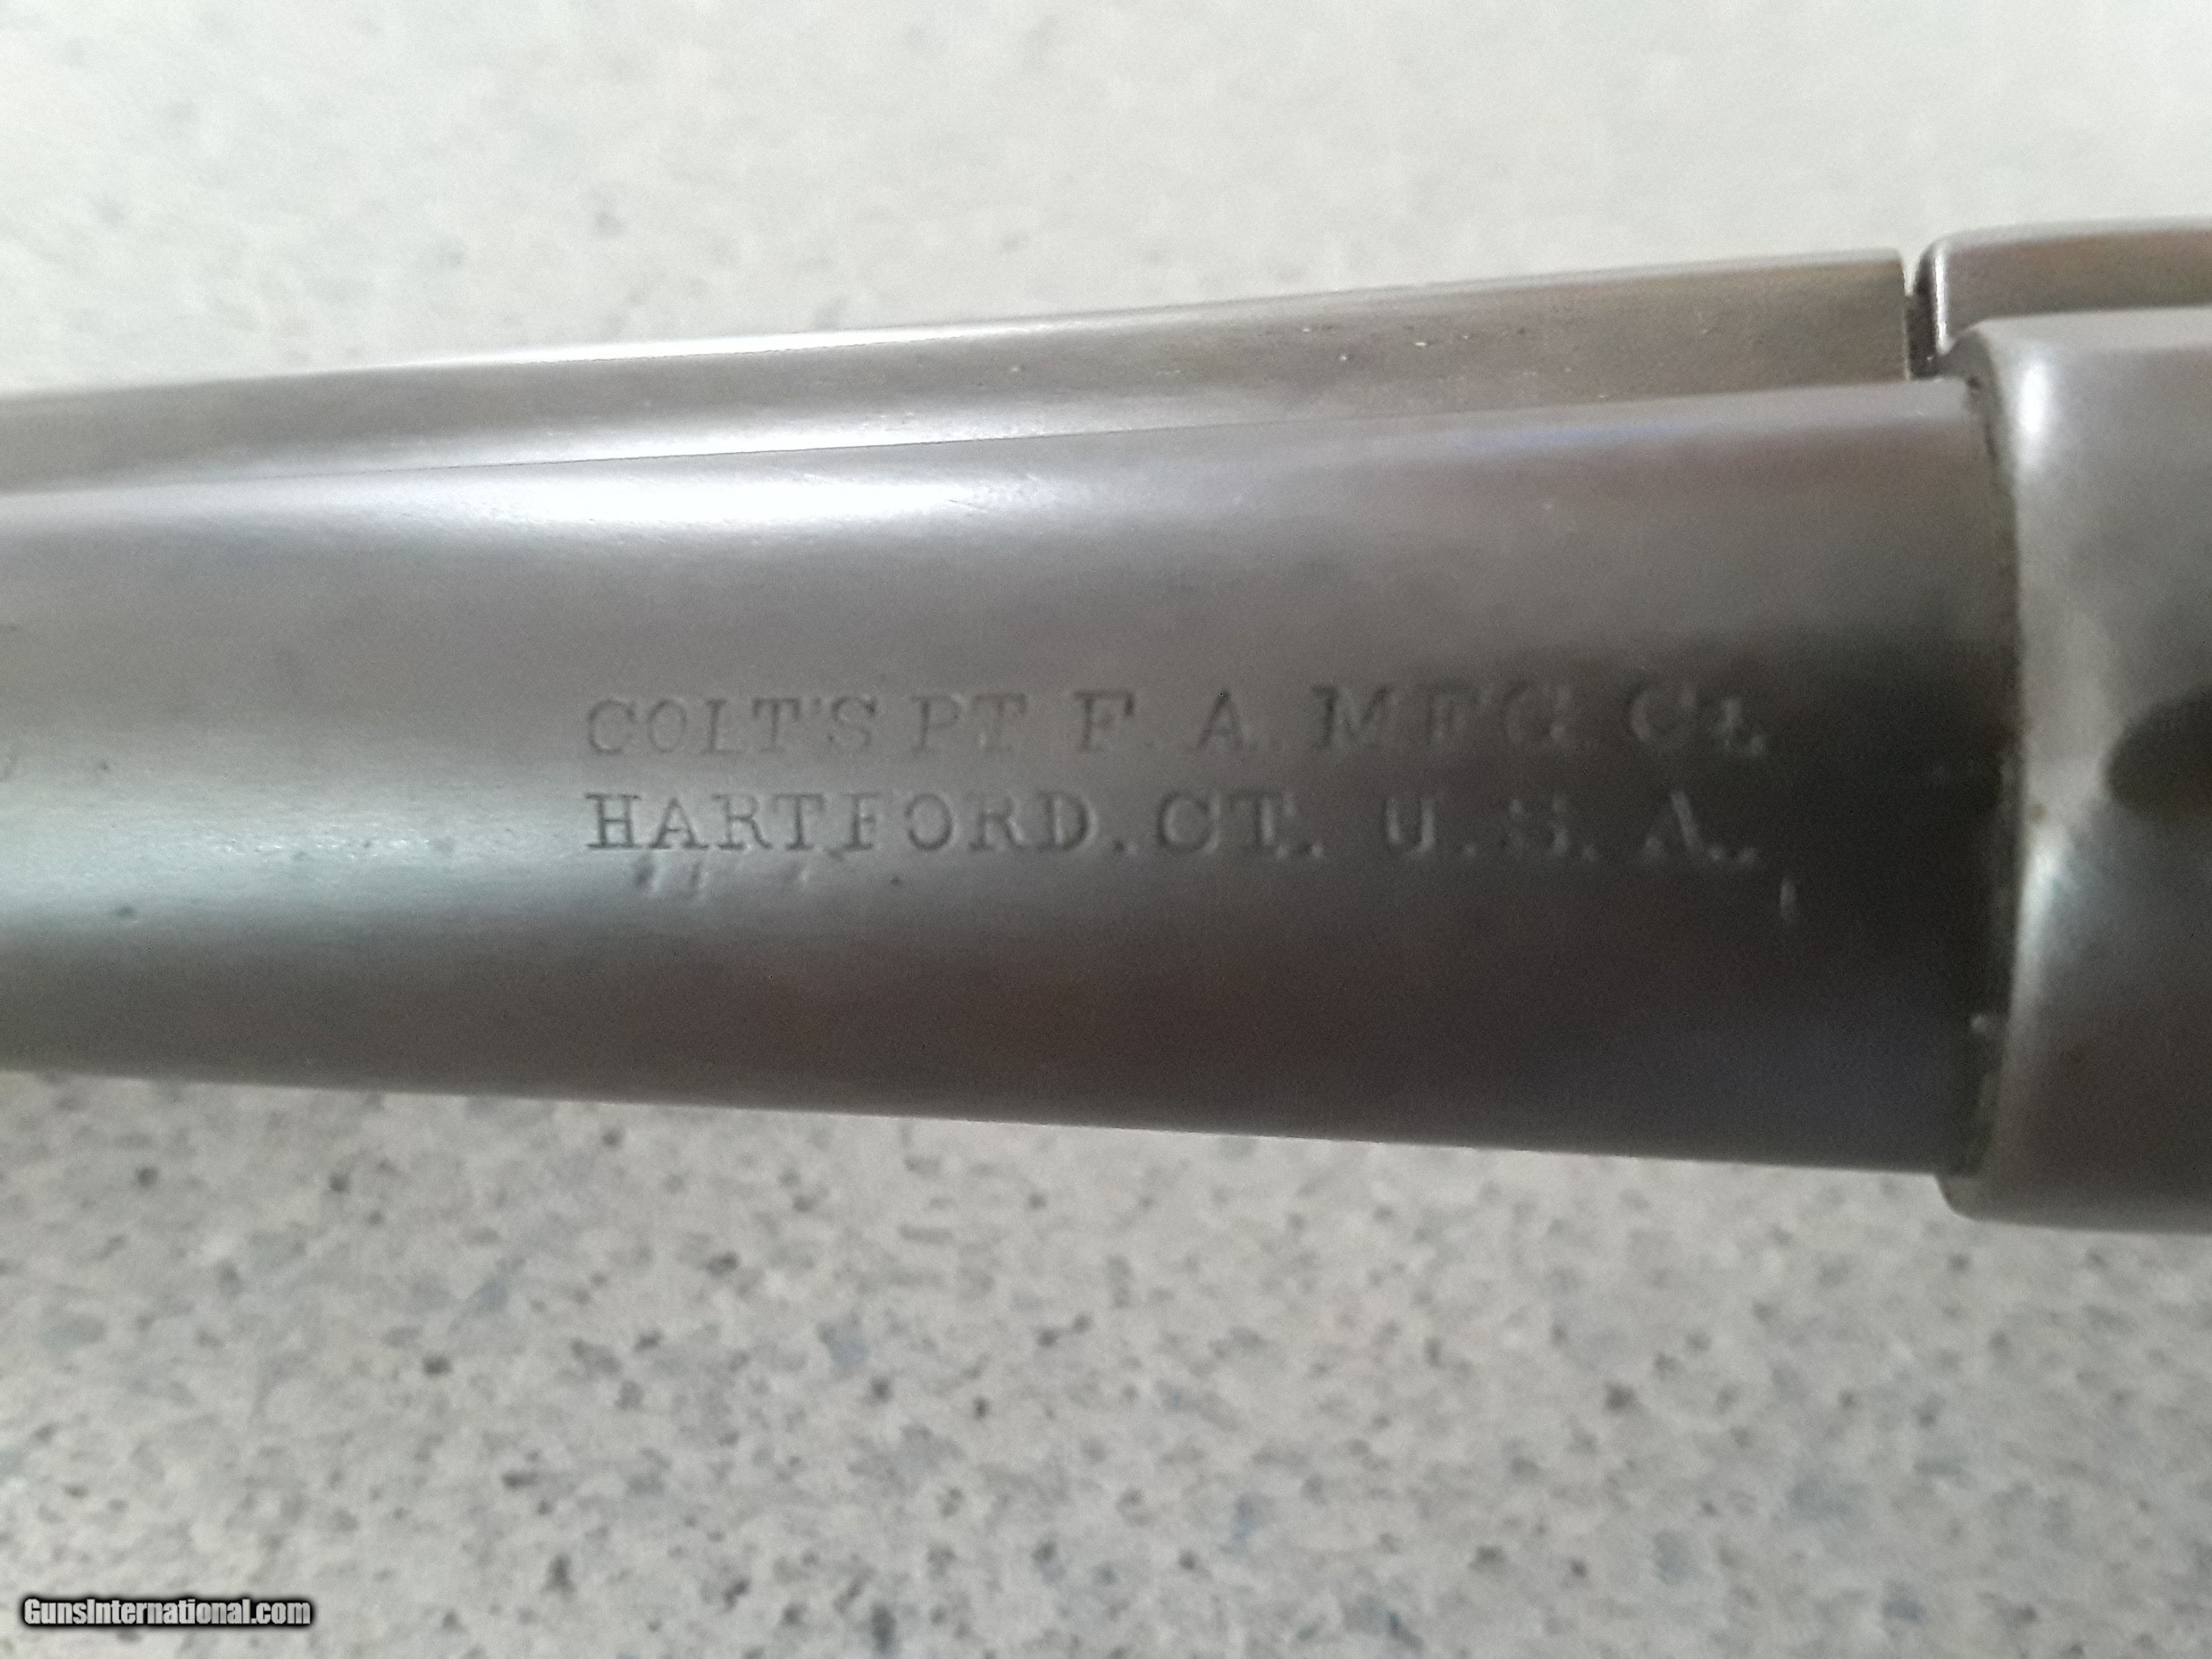 COLT'S PT F. A. MFG. Co.
HARTFORD. CT. U.S.A.
GunsInternational.com